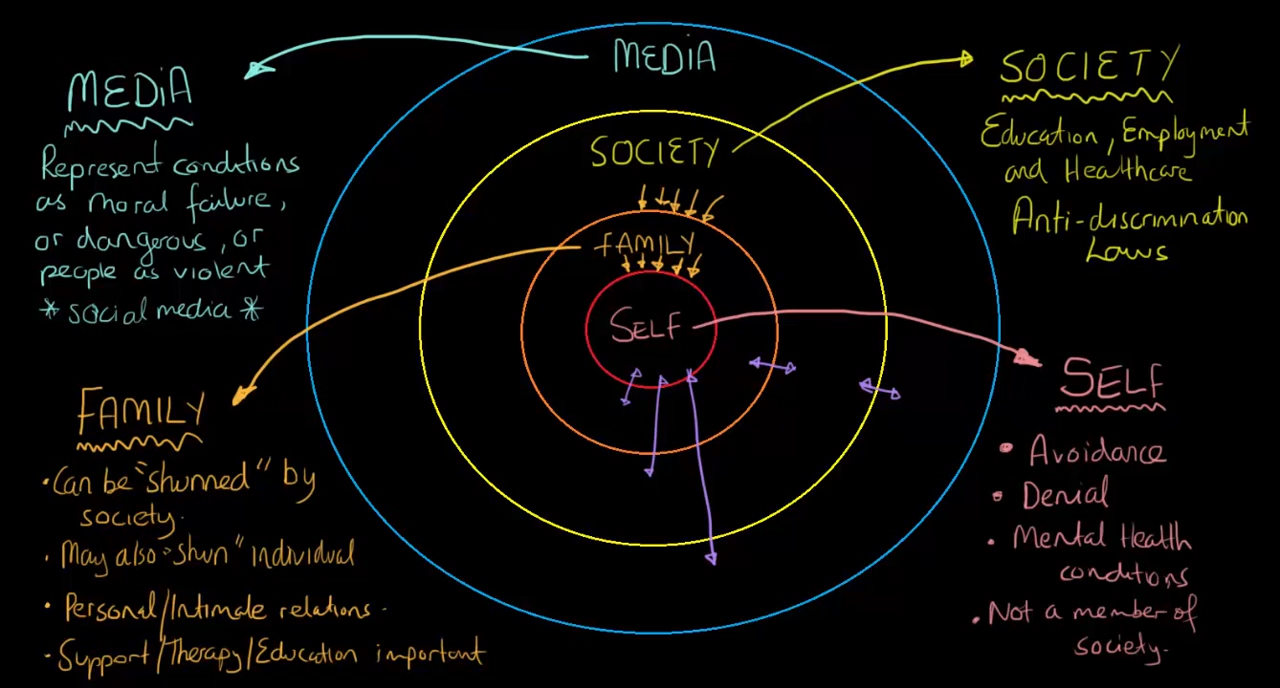 MEDIA
SOCIETY
FAMILY
SELF
MEDIA
Represent conditions
as moral failure,
or dangerous, or
people as violent
*social media*
SOCIETY
Education, Employment
and Healthcare
Anti-discrimination
Laws
FAMILY
• Can be "shunned" by
society.
• May also "shun" individual
• Personal/Intimate relations.
• Support/Therapy/Education important
SELF
• Avoidance
• Denial
• Mental Health
conditions
• Not a member of
society.